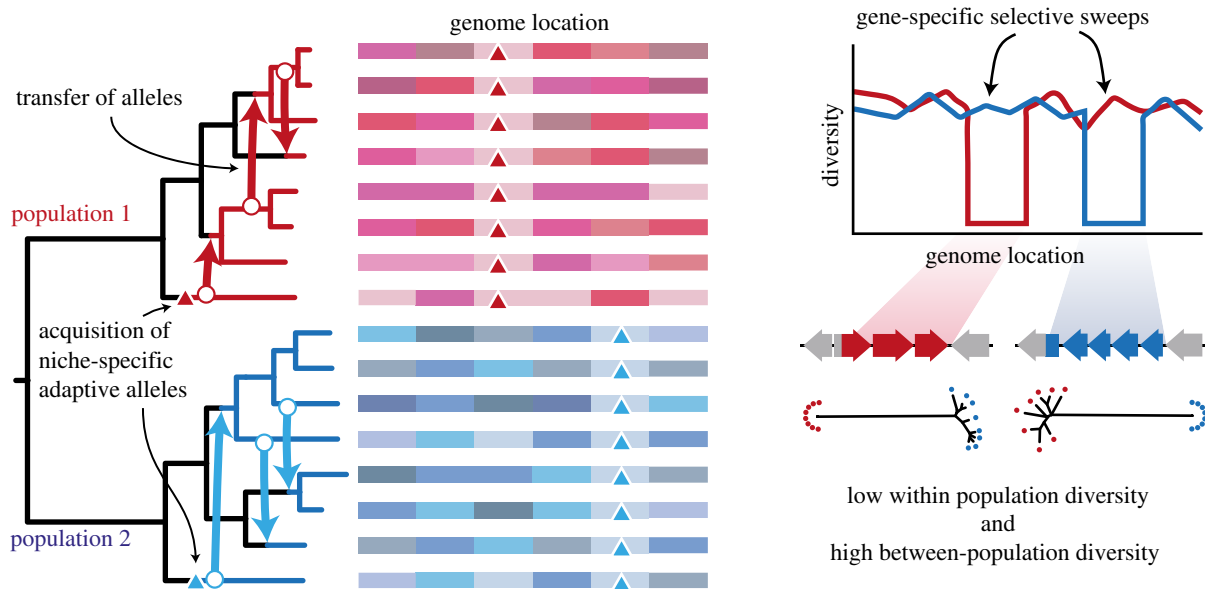 transfer of alleles
population 1
acquisition of
niche-specific
adaptive alleles
population 2
genome location
gene-specific selective sweeps
diversity
genome location
low within population diversity
and
high between-population diversity